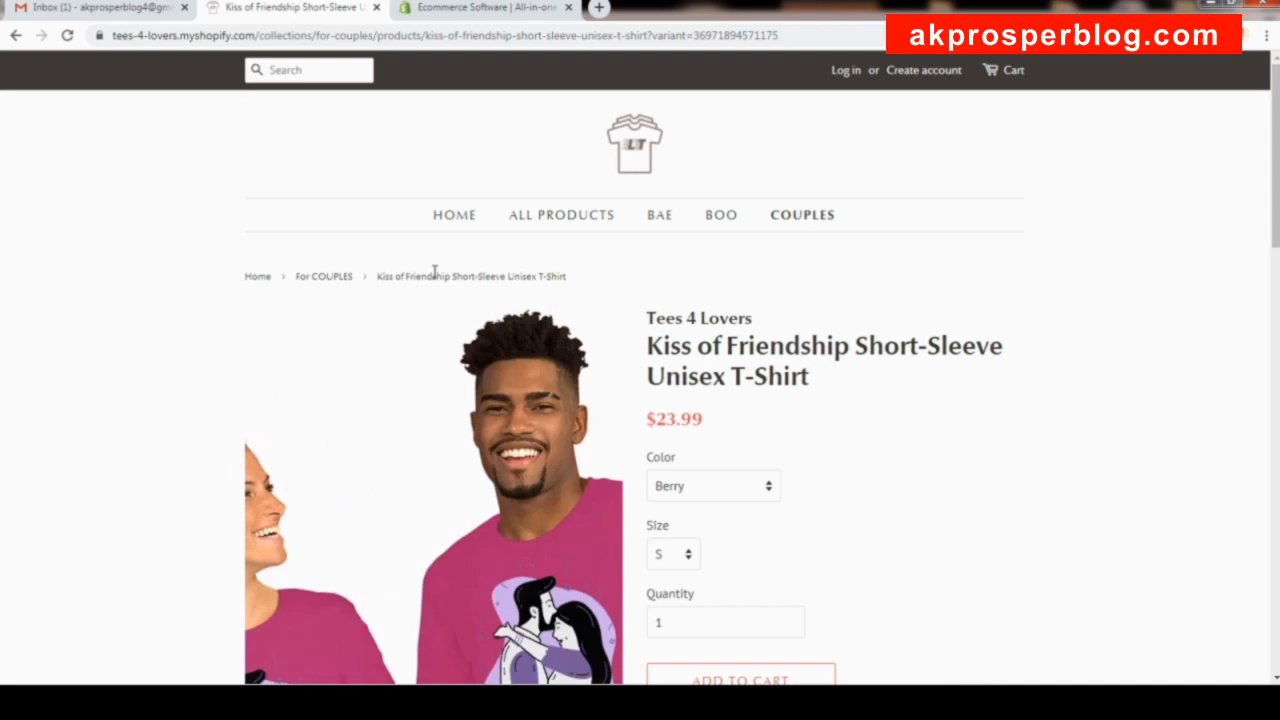 Inbox (1) - akprosperblog4@gm
Kiss of Friendship Short-Sleeve U
Ecommerce Software | All-in-one
tees-4-lovers.myshopify.com/collections/for-couples/products/kiss-of-friendship-short-sleeve-unisex-t-shirt?variant=36971894571175
akprosperblog.com
Search
Log in or Create account Cart
LT
HOME ALL PRODUCTS BAE BOO COUPLES
Home › For COUPLES › Kiss of Friendship Short-Sleeve Unisex T-Shirt
Tees 4 Lovers
Kiss of Friendship Short-Sleeve
Unisex T-Shirt
$23.99
Color
Berry
Size
S
Quantity
1
ADD TO CART